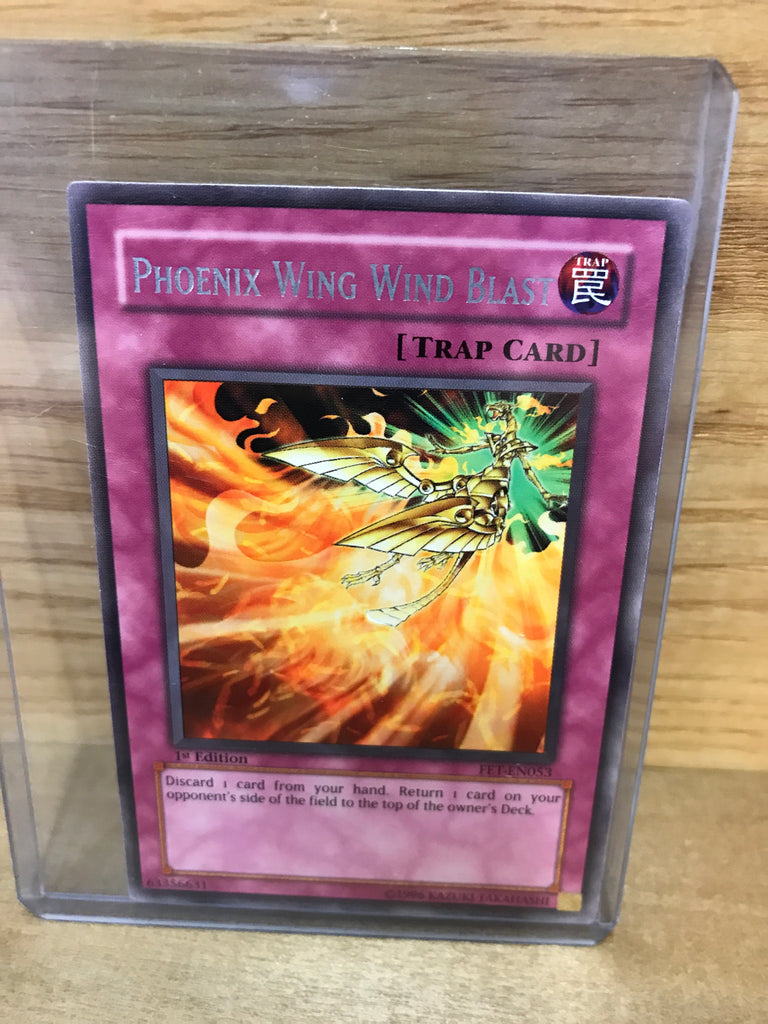 PHOENIX WING WIND BLAST
TRAP
罠
[TRAP CARD]
1st Edition
FET-EN053
Discard 1 card from your hand. Return 1 card on your
opponent's side of the field to the top of the owner's Deck.
63356631
©1996 KAZUKI TAKAHASHI